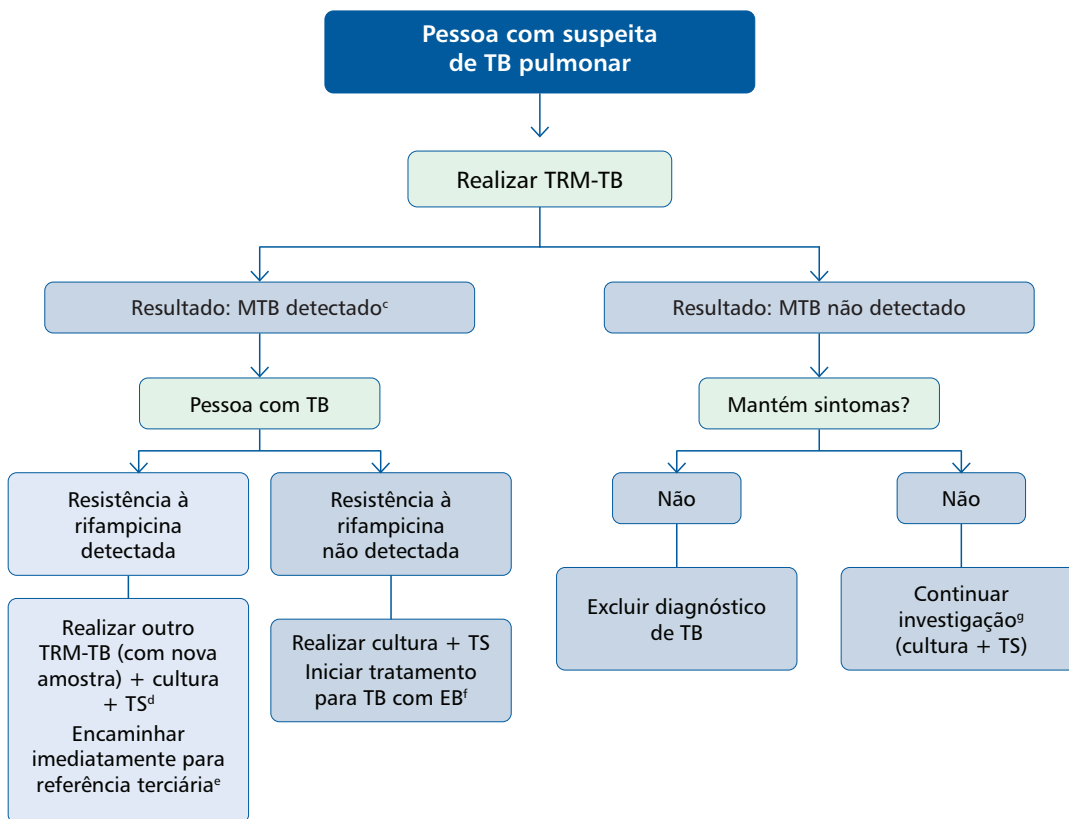 Pessoa com suspeita
de TB pulmonar
Realizar TRM-TB
Resultado: MTB detectadoᶜ
Resultado: MTB não detectado
Pessoa com TB
Mantém sintomas?
Resistência à
rifampicina
detectada
Resistência à
rifampicina
não detectada
Não
Não
Realizar outro
TRM-TB (com nova
amostra) + cultura
+ TSᵈ
Encaminhar
imediatamente para
referência terciáriaᵉ
Realizar cultura + TS
Iniciar tratamento
para TB com EBᶠ
Excluir diagnóstico
de TB
Continuar
investigaçãoᵍ
(cultura + TS)